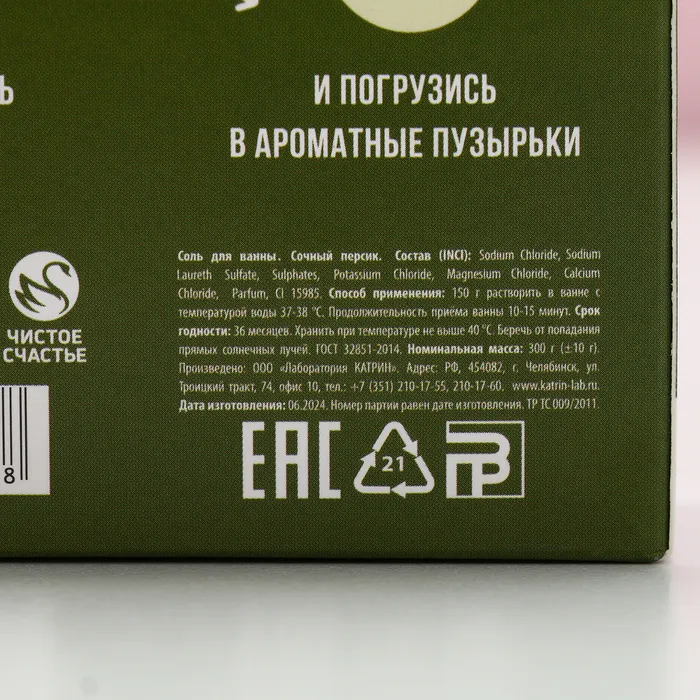 Ь
И ПОГРУЗИСЬ
В АРОМАТНЫЕ ПУЗЫРЬКИ
Соль для ванны. Сочный персик. Состав (INCI): Sodium Chloride, Sodium
Laureth Sulfate, Sulphates, Potassium Chloride, Magnesium Chloride, Calcium
Chloride, Parfum, CI 15985. Способ применения: 150 г растворить в ванне с
температурой воды 37-38 °С. Продолжительность приёма ванны 10-15 минут. Срок
годности: 36 месяцев. Хранить при температуре не выше 40 °С. Беречь от попадания
прямых солнечных лучей. ГОСТ 32851-2014. Номинальная масса: 300 г (±10 г).
Произведено: ООО «Лаборатория КАТРИН». Адрес: РФ, 454082, г. Челябинск, ул.
Троицкий тракт, 74, офис 10, тел.: +7 (351) 210-17-55, 210-17-60. www.katrin-lab.ru.
Дата изготовления: 06.2024. Номер партии равен дате изготовления. ТР ТС 009/2011.
ЧИСТОЕ
СЧАСТЬЕ
8
EAC
21